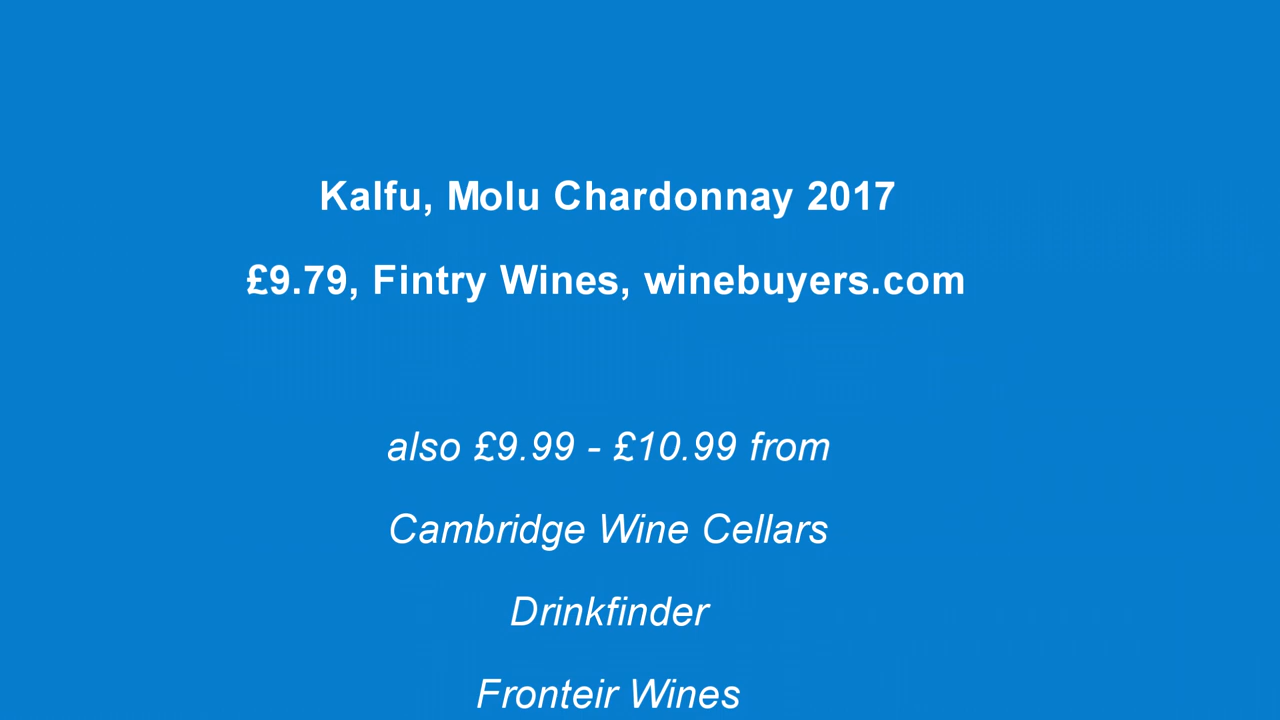 Kalfu, Molu Chardonnay 2017
£9.79, Fintry Wines, winebuyers.com
also £9.99 - £10.99 from
Cambridge Wine Cellars
Drinkfinder
Fronteir Wines